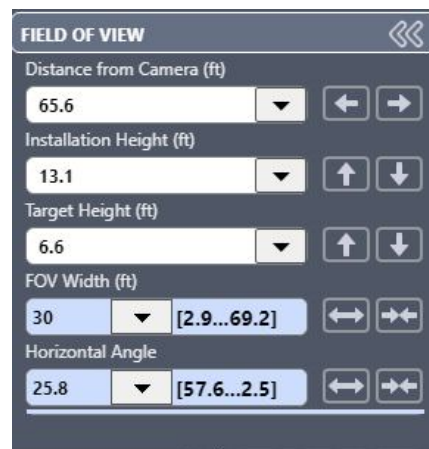 FIELD OF VIEW
Distance from Camera (ft)
65.6
Installation Height (ft)
13.1
Target Height (ft)
6.6
FOV Width (ft)
30 [2.9...69.2]
Horizontal Angle
25.8 [57.6...2.5]